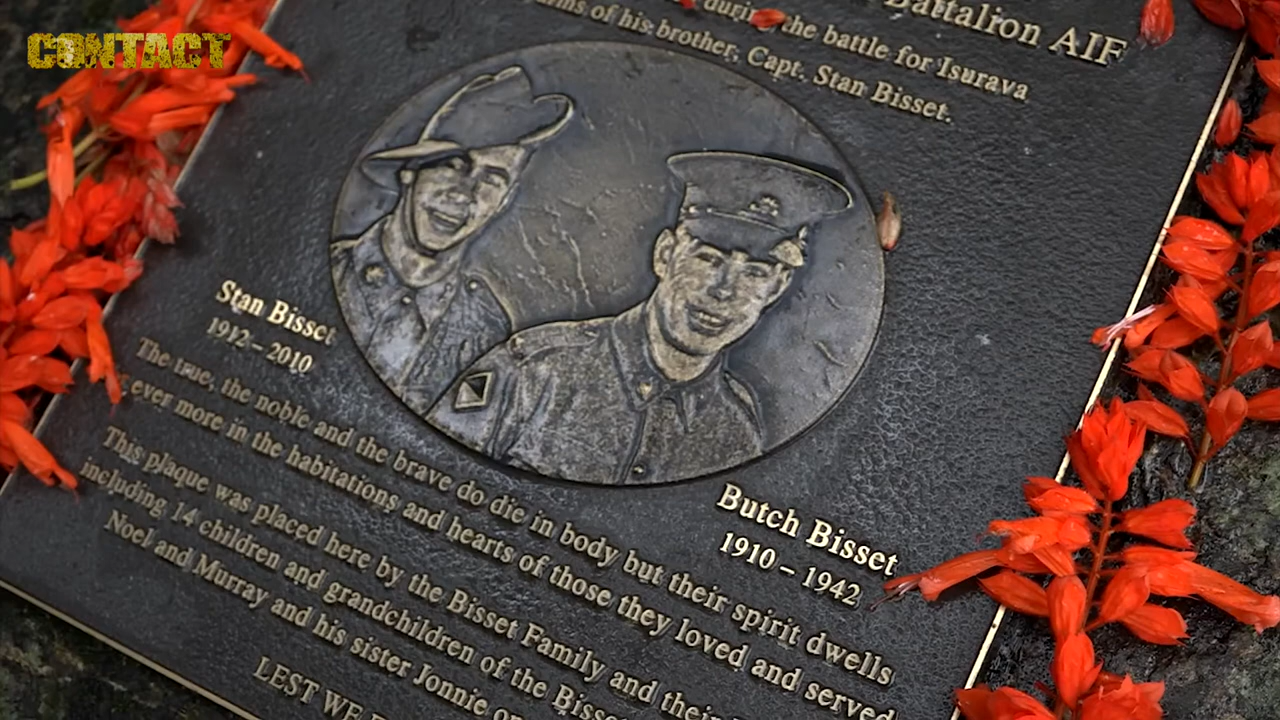 CONTACT
Battalion AIF
during the battle for Isurava
arms of his brother, Capt. Stan Bisset.
Stan Bisset
1912 – 2010
Butch Bisset
1910 – 1942
The true, the noble and the brave do die in body but their spirit dwells
ever more in the habitations and hearts of those they loved and served
This plaque was placed here by the Bisset Family and their
including 14 children and grandchildren of the Bisset
Noel and Murray and his sister Jonnie on
LEST WE